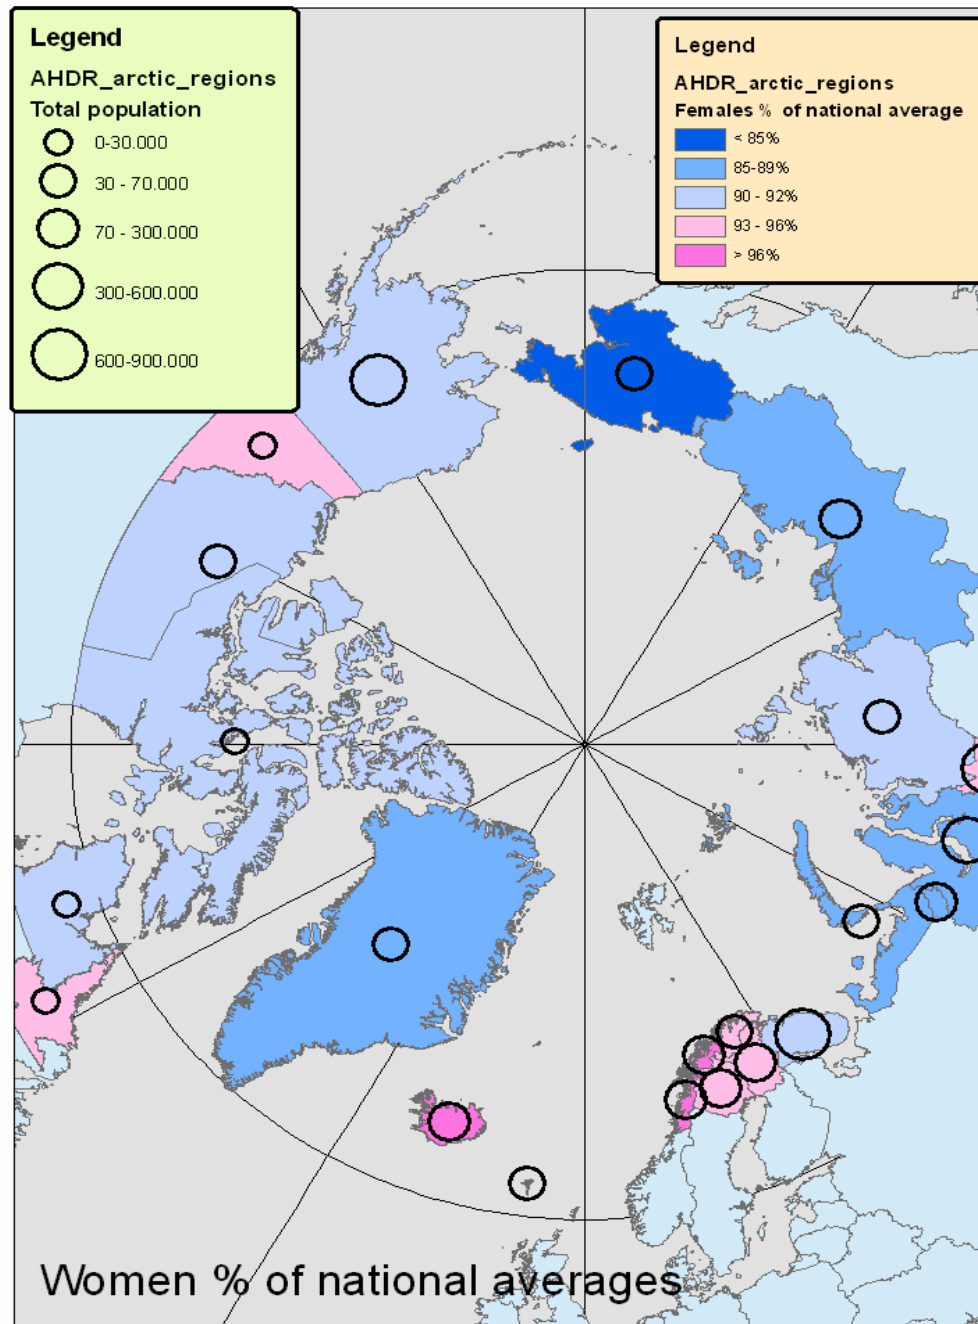 Legend
AHDR_arctic_regions
Total population
0-30.000
30 - 70.000
70 - 300.000
300-600.000
600-900.000
Legend
AHDR_arctic_regions
Females % of national average
< 85%
85-89%
90 - 92%
93 - 96%
> 96%
Women % of national averages